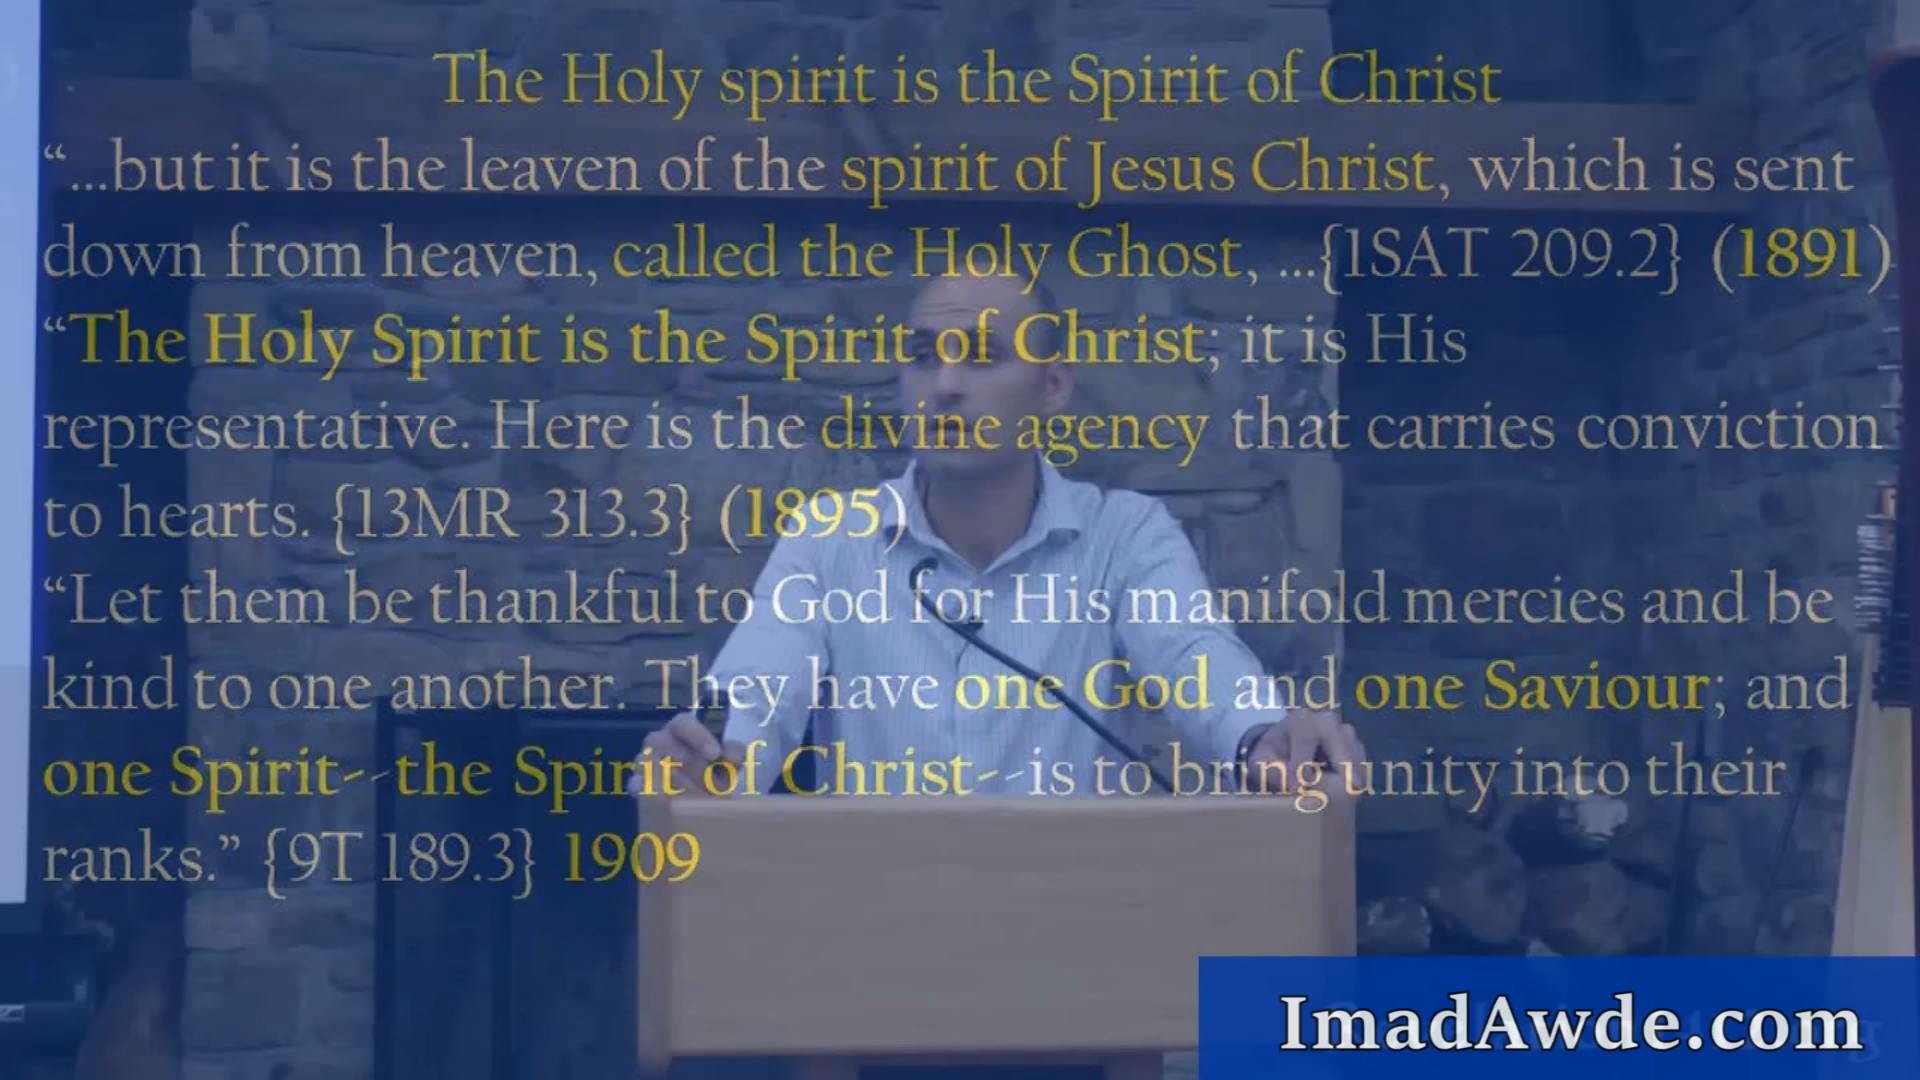 The Holy spirit is the Spirit of Christ
“...but it is the leaven of the spirit of Jesus Christ, which is sent
down from heaven, called the Holy Ghost, ...{1SAT 209.2} (1891)
“The Holy Spirit is the Spirit of Christ; it is His
representative. Here is the divine agency that carries conviction
to hearts. {13MR 313.3} (1895)
“Let them be thankful to God for His manifold mercies and be
kind to one another. They have one God and one Saviour; and
one Spirit--the Spirit of Christ--is to bring unity into their
ranks.” {9T 189.3} 1909
ImadAwde.com